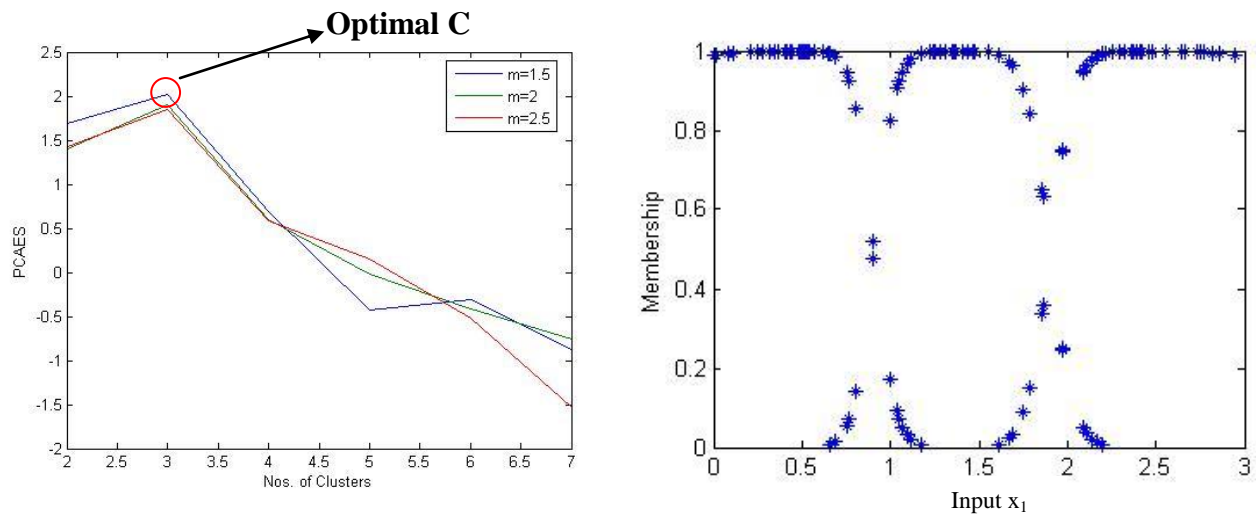 Optimal C
2.5
2
1.5
1
0.5
0
-0.5
-1
-1.5
-2
PCAES
m=1.5
m=2
m=2.5
2 2.5 3 3.5 4 4.5 5 5.5 6 6.5 7
Nos. of Clusters
1
0.8
0.6
0.4
0.2
0
Membership
0 0.5 1 1.5 2 2.5 3
Input x₁